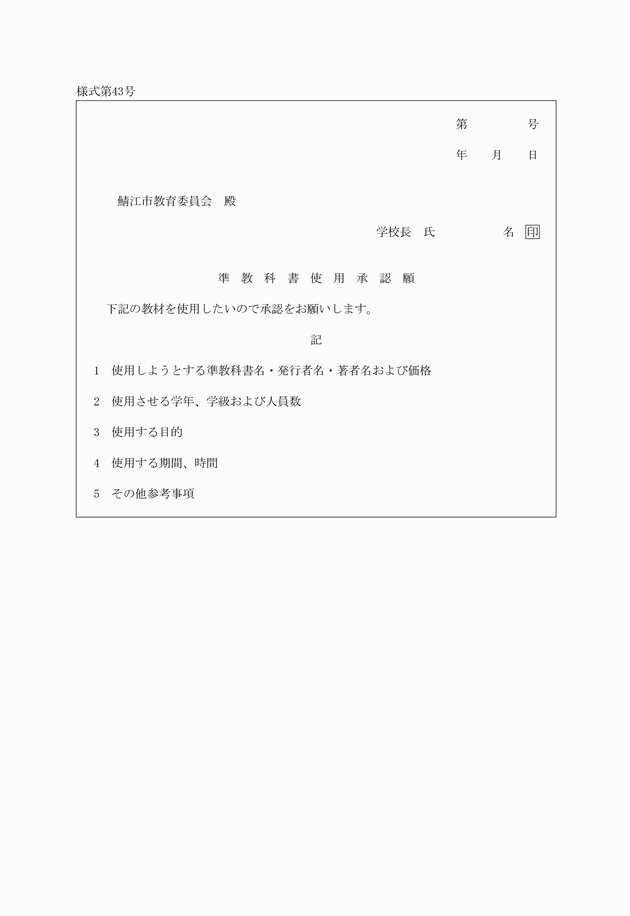 様式第43号
第　　　　　号
年　　月　　日
鯖江市教育委員会　殿
学校長　氏　　　　　　名　印
準　教　科　書　使　用　承　認　願
下記の教材を使用したいので承認をお願いします。
記
1　使用しようとする準教科書名・発行者名・著者名および価格
2　使用させる学年、学級および人員数
3　使用する目的
4　使用する期間、時間
5　その他参考事項